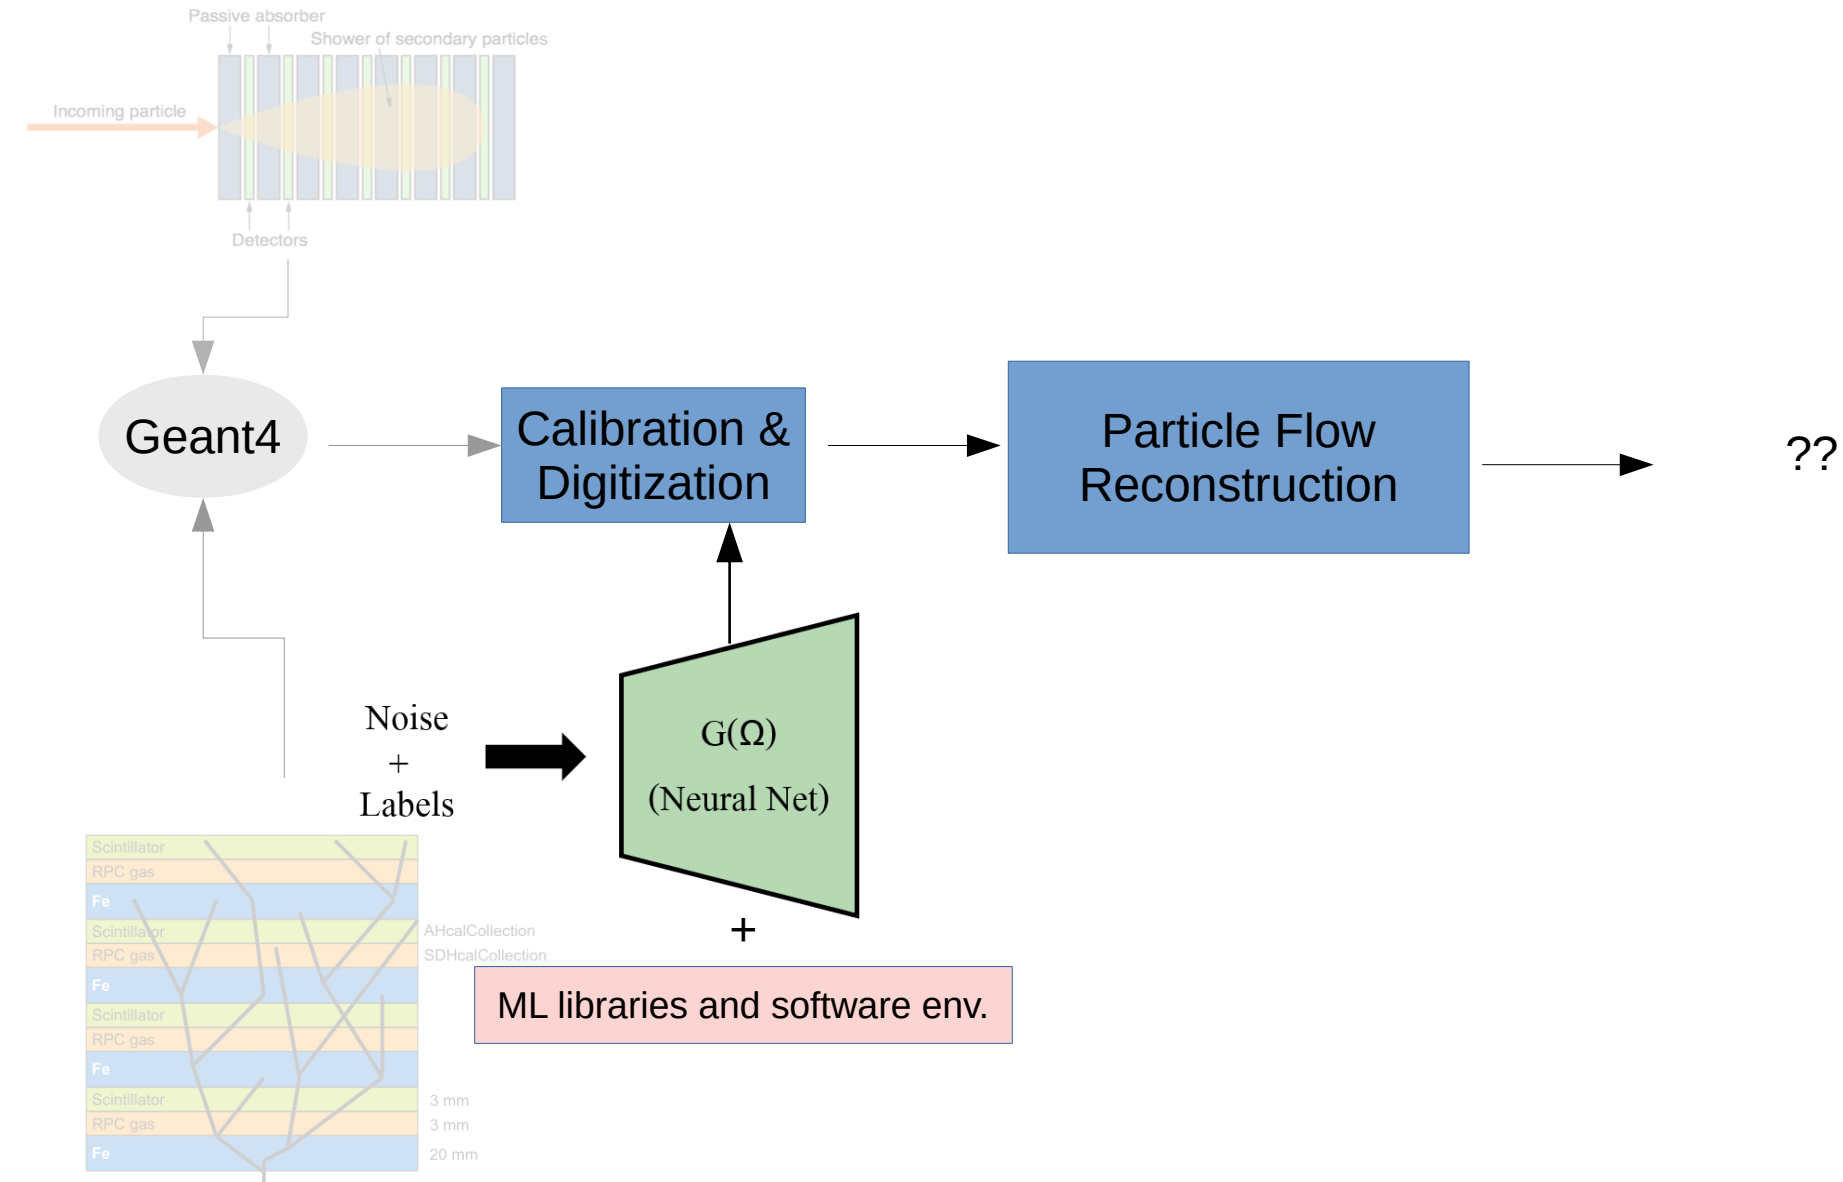 Passive absorber
Shower of secondary particles
Incoming particle
Detectors
Geant4
Calibration &
Digitization
Particle Flow
Reconstruction
??
Noise
+
Labels
G(Ω)
(Neural Net)
+
ML libraries and software env.
Scintillator
RPC gas
Fe
Scintillator
AHcalCollection
RPC gas
SDHcalCollection
Fe
Scintillator
RPC gas
Fe
Scintillator
3 mm
RPC gas
3 mm
Fe
20 mm